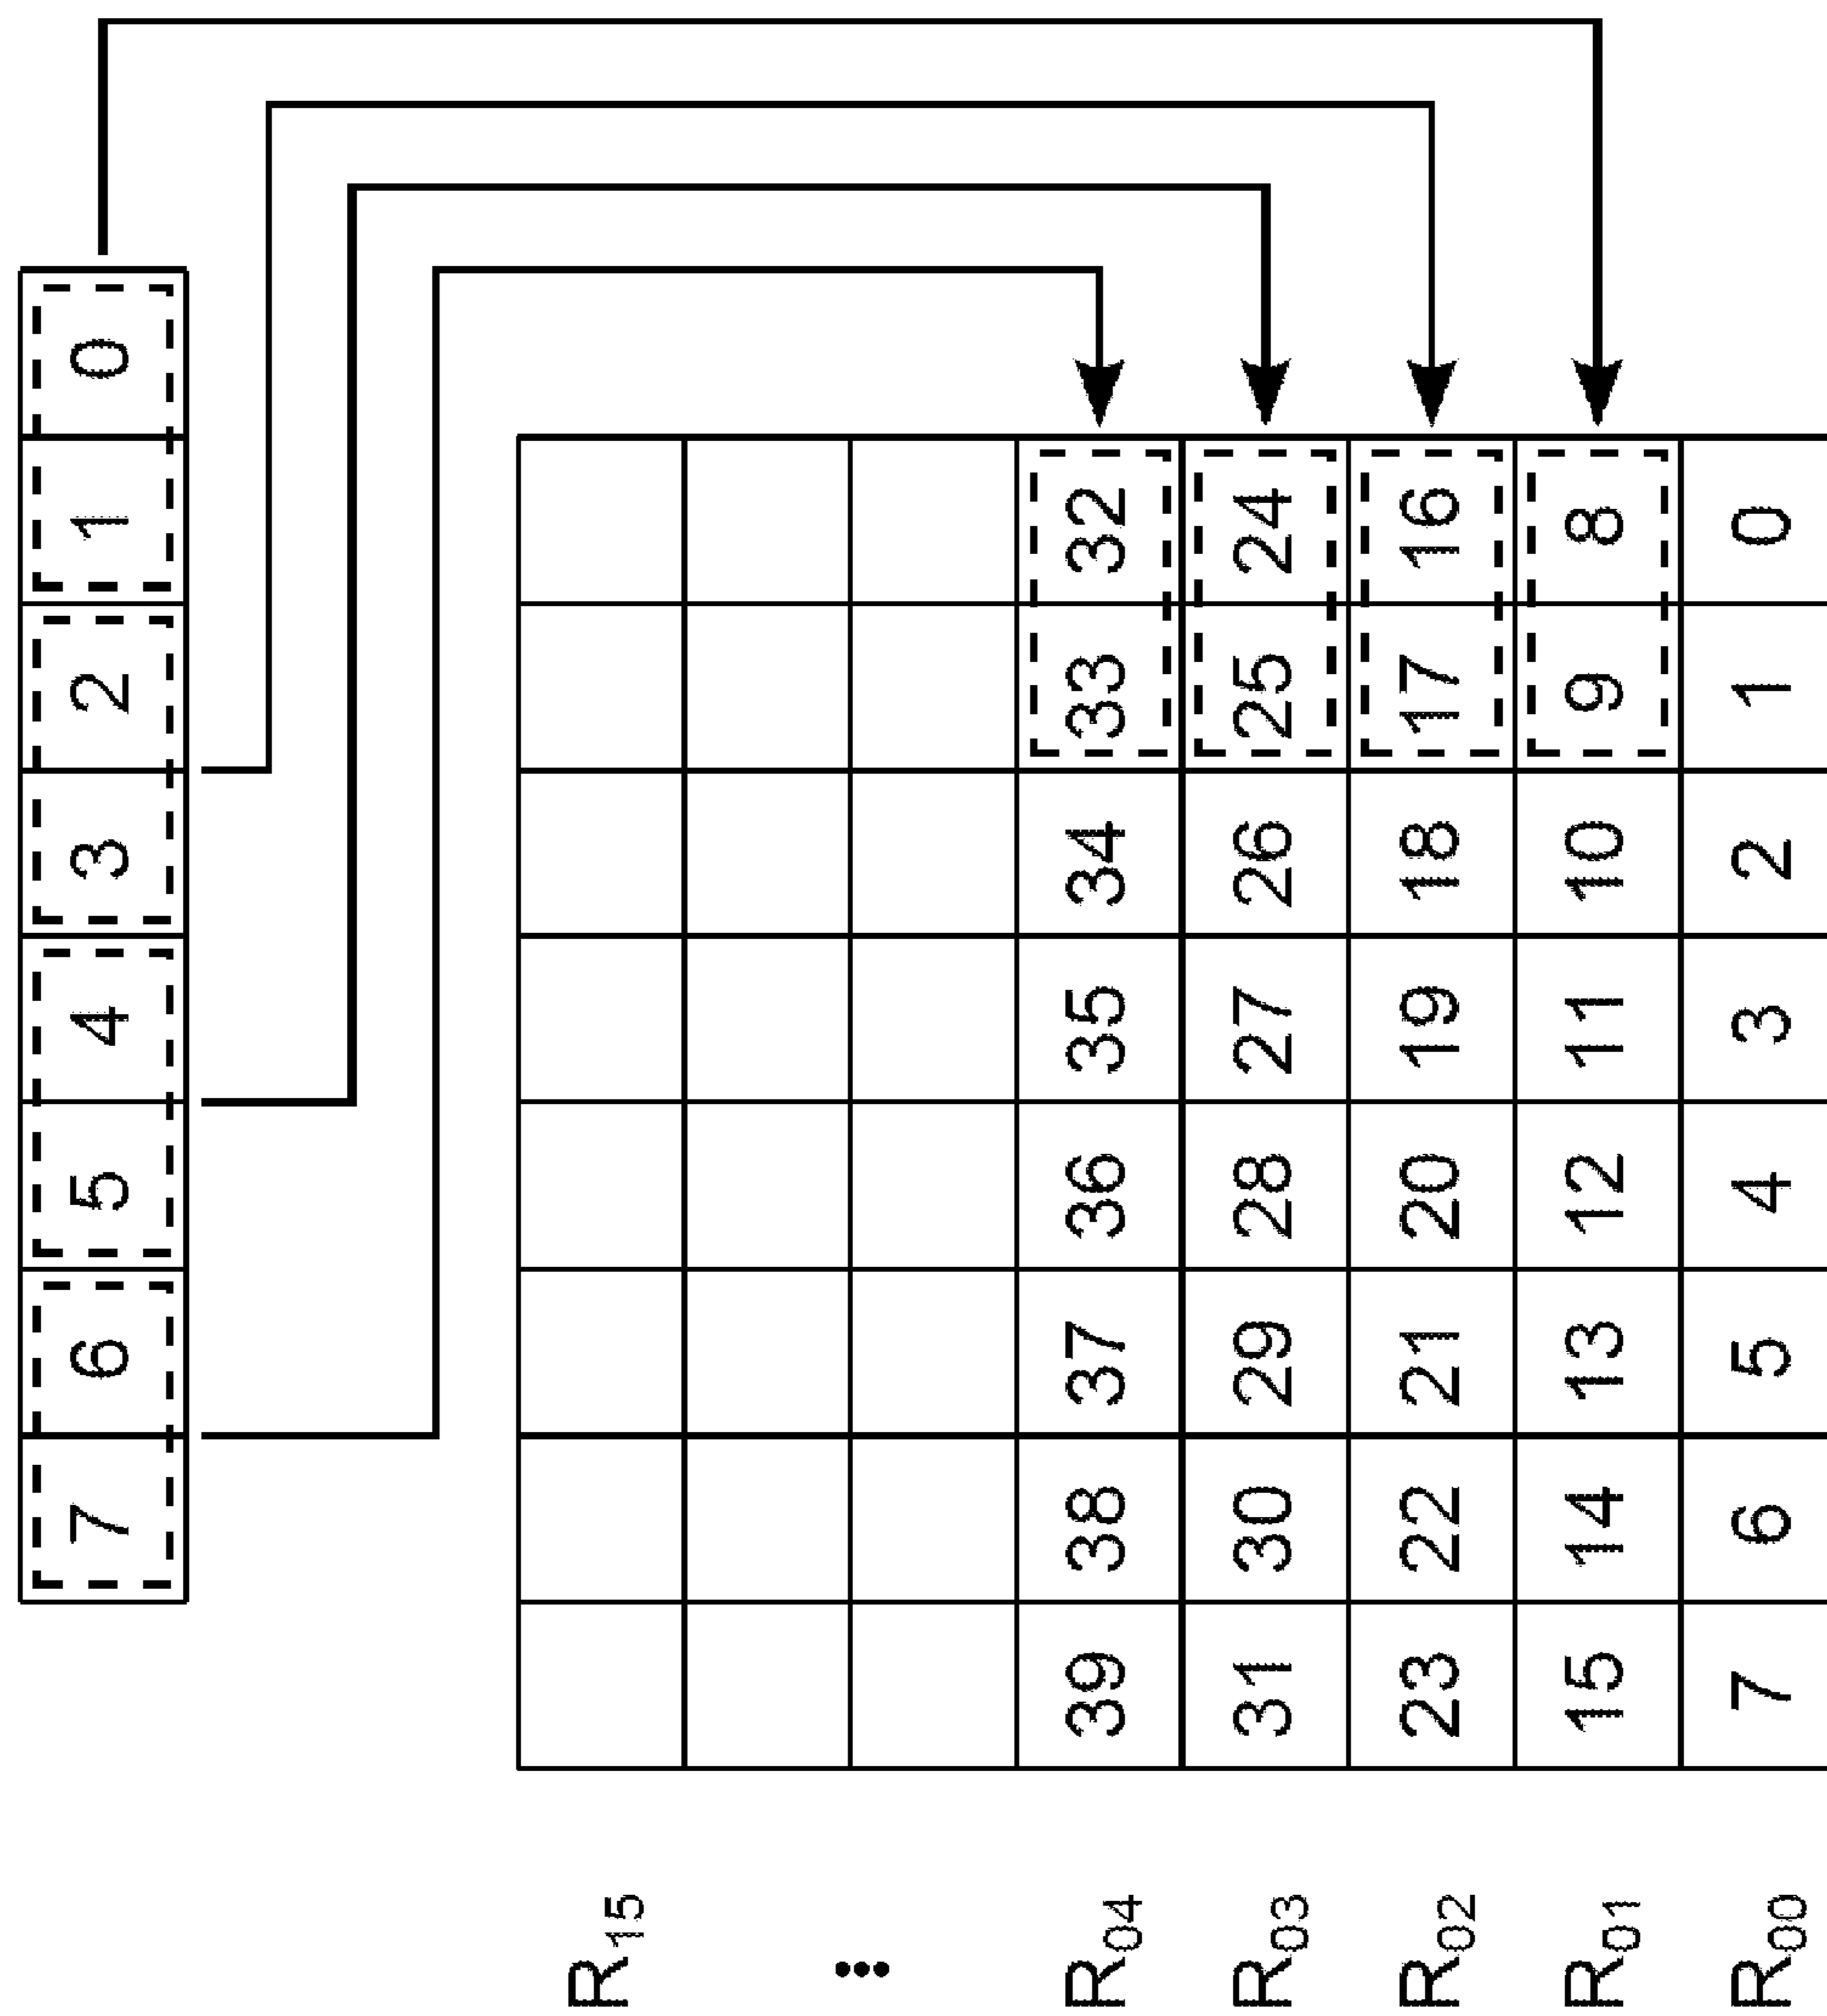 7 6 5 4 3 2 1 0
R15
⋮
R04 39 38 37 36 35 34 33 32
R03 31 30 29 28 27 26 25 24
R02 23 22 21 20 19 18 17 16
R01 15 14 13 12 11 10 9 8
R00 7 6 5 4 3 2 1 0